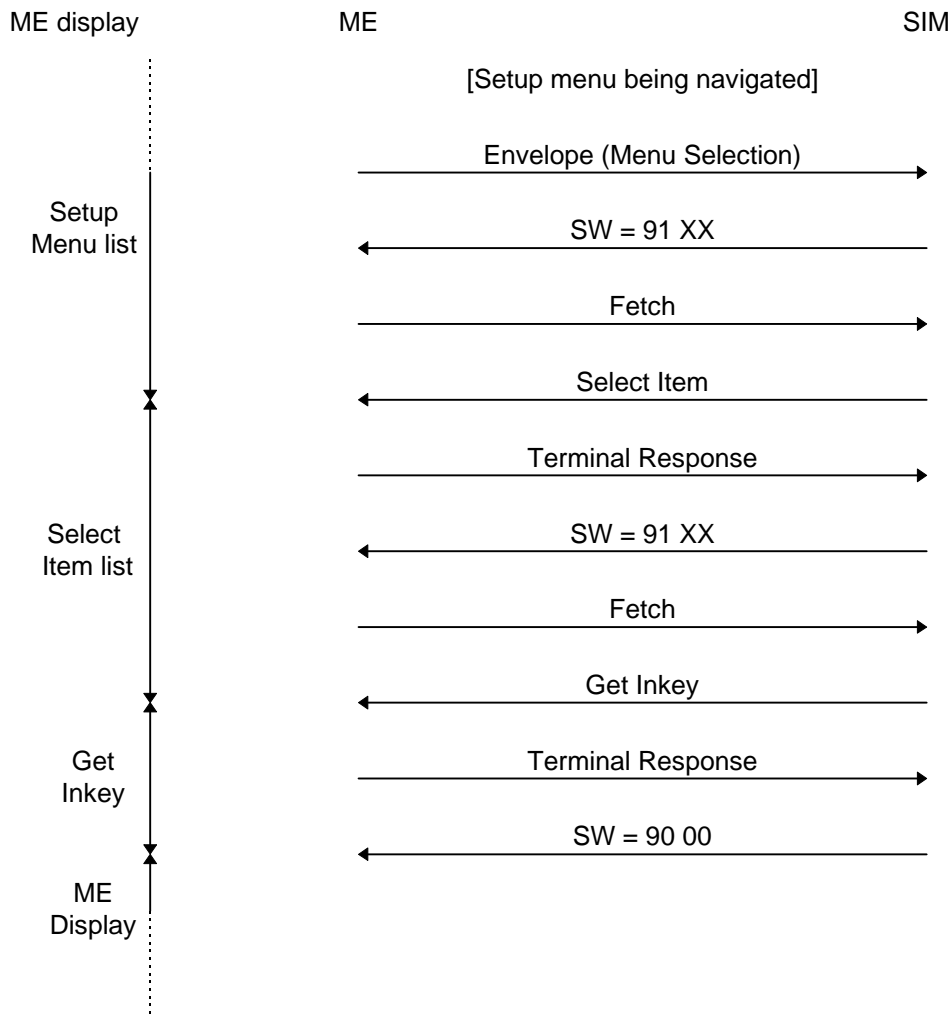 ME display
ME
SIM
[Setup menu being navigated]
Envelope (Menu Selection)
Setup
Menu list
SW = 91 XX
Fetch
Select Item
Terminal Response
Select
Item list
SW = 91 XX
Fetch
Get Inkey
Get
Inkey
Terminal Response
SW = 90 00
ME
Display